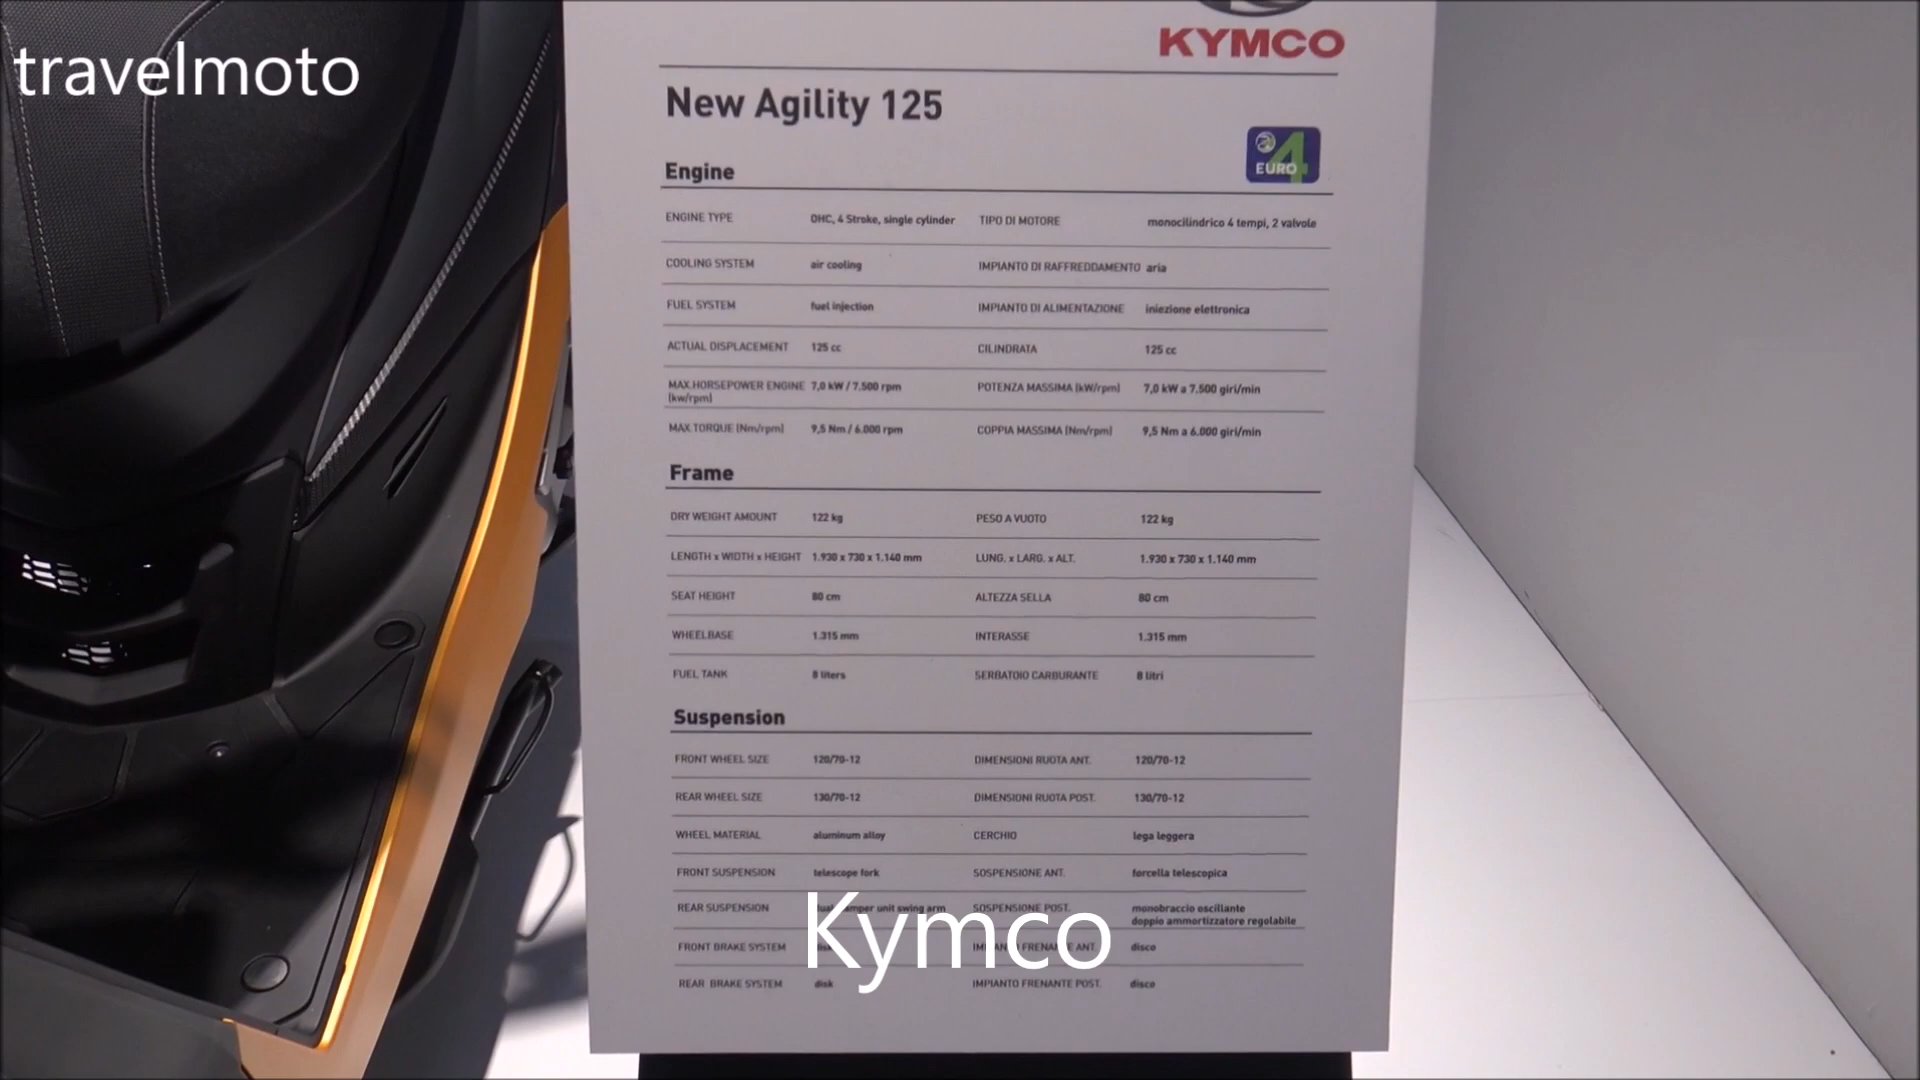 travelmoto
KYMCO
New Agility 125
4
EURO
Engine
ENGINE TYPE OHC, 4 Stroke, single cylinder TIPO DI MOTORE monocilindrico 4 tempi, 2 valvole
COOLING SYSTEM air cooling IMPIANTO DI RAFFREDDAMENTO aria
FUEL SYSTEM fuel injection IMPIANTO DI ALIMENTAZIONE iniezione elettronica
ACTUAL DISPLACEMENT 125 cc CILINDRATA 125 cc
MAX.HORSEPOWER ENGINE 7,0 kW / 7.500 rpm POTENZA MASSIMA (kW/rpm) 7,0 kW a 7.500 giri/min
(kw/rpm)
MAX.TORQUE (Nm/rpm) 9,5 Nm / 6.000 rpm COPPIA MASSIMA (Nm/rpm) 9,5 Nm a 6.000 giri/min
Frame
DRY WEIGHT AMOUNT 122 kg PESO A VUOTO 122 kg
LENGTH x WIDTH x HEIGHT 1.930 x 730 x 1.140 mm LUNG. x LARG. x ALT. 1.930 x 730 x 1.140 mm
SEAT HEIGHT 80 cm ALTEZZA SELLA 80 cm
WHEELBASE 1.315 mm INTERASSE 1.315 mm
FUEL TANK 8 liters SERBATOIO CARBURANTE 8 litri
Suspension
FRONT WHEEL SIZE 120/70-12 DIMENSIONI RUOTA ANT. 120/70-12
REAR WHEEL SIZE 130/70-12 DIMENSIONI RUOTA POST. 130/70-12
WHEEL MATERIAL aluminum alloy CERCHIO lega leggera
FRONT SUSPENSION telescope fork SOSPENSIONE ANT. forcella telescopica
REAR SUSPENSION unit swing arm SOSPENSIONE POST. monobraccio oscillante
doppio ammortizzatore regolabile
FRONT BRAKE SYSTEM FRENANTE ANT. disco
REAR BRAKE SYSTEM disk IMPIANTO FRENANTE POST. disco
Kymco